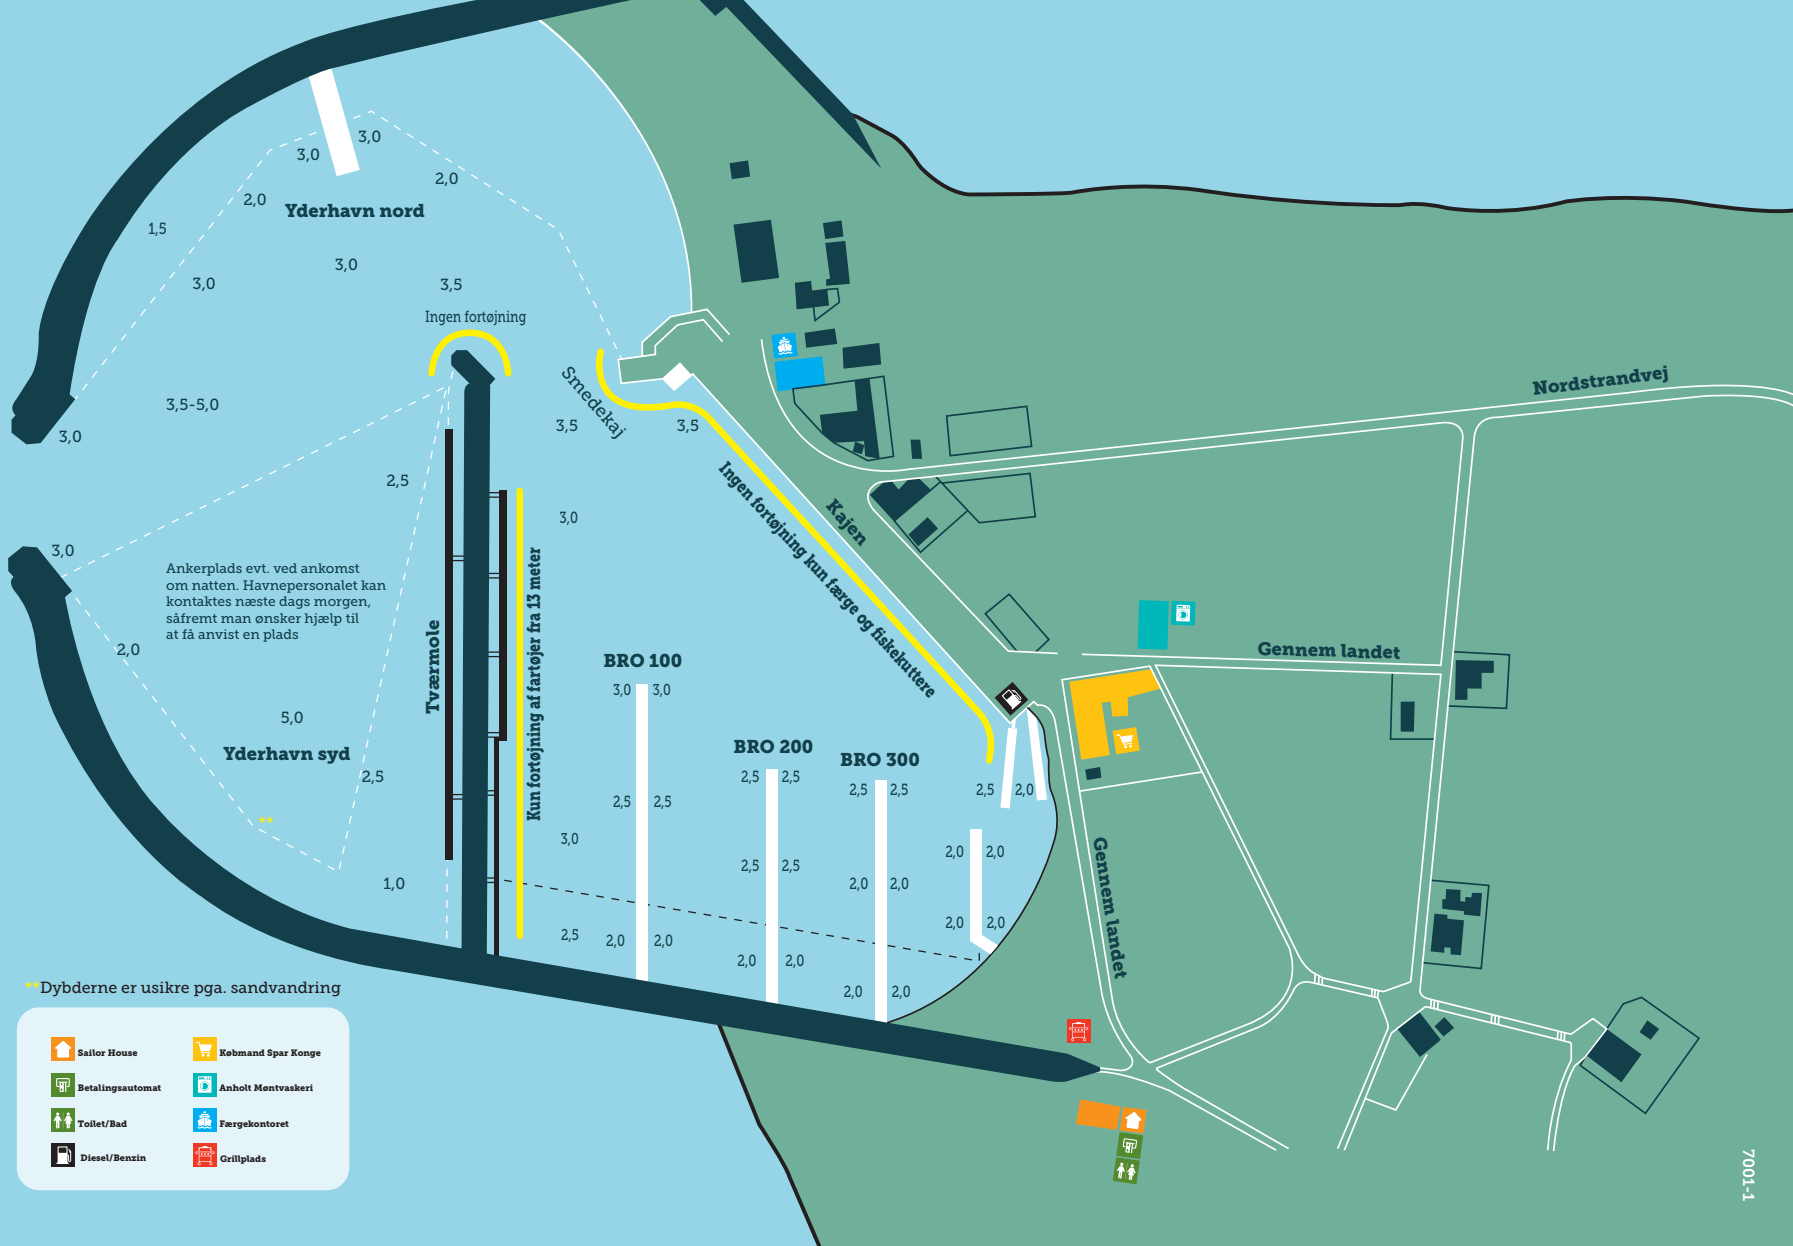 3,0
3,0
2,0
2,0
Yderhavn nord
1,5
3,0
3,0
3,5
Ingen fortøjning
3,5-5,0
3,0
Smedekaj
3,5
3,5
Nordstrandvej
2,5
3,0
Ingen fortøjning kun færge og fiskekuttere
Kajen
3,0
Ankerplads evt. ved ankomst
om natten. Havnepersonalet kan
kontaktes næste dags morgen,
såfremt man ønsker hjælp til
at få anvist en plads
2,0
Tværmole
Kun fortøjning af fartøjer fra 13 meter
5,0
Yderhavn syd
2,5
**
1,0
3,0
2,5
BRO 100
3,0 3,0
2,5 2,5
2,0 2,0
BRO 200
2,5 2,5
2,5 2,5
2,0 2,0
BRO 300
2,5 2,5
2,0 2,0
2,0 2,0
2,5 2,0
2,0 2,0
2,0 2,0
Gennem landet
Gennem landet
**Dybderne er usikre pga. sandvandring
Sailor House
Betalingsautomat
Toilet/Bad
Diesel/Benzin
Købmand Spar Konge
Anholt Møntvaskeri
Færgekontoret
Grillplads
7001-1